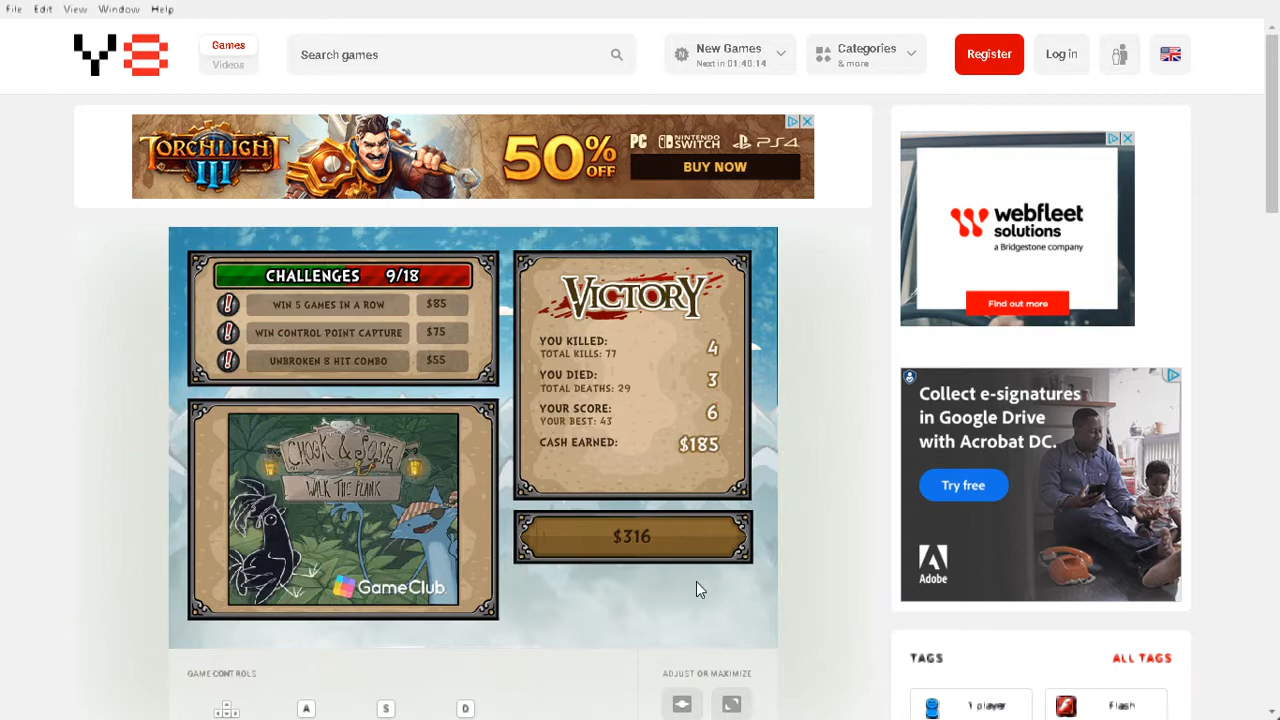 File Edit View Window Help
Y8
Games
Videos
Search games
New Games
Next in 01:40:14
Categories
& more
Register
Log in
TORCHLIGHT
III
50%
OFF
PC NINTENDO SWITCH PS4
BUY NOW
webfleet
solutions
a Bridgestone company
Find out more
CHALLENGES 9/18
WIN 5 GAMES IN A ROW $85
WIN CONTROL POINT CAPTURE $75
UNBROKEN 8 HIT COMBO $55
CHOOK & SOSIG
WALK THE PLANK
GameClub.
VICTORY
YOU KILLED: 4
TOTAL KILLS: 77
YOU DIED: 3
TOTAL DEATHS: 29
YOUR SCORE: 6
YOUR BEST: 43
CASH EARNED: $185
$316
Collect e-signatures
in Google Drive
with Acrobat DC.
Try free
Adobe
GAME CONTROLS
A S D
ADJUST OR MAXIMIZE
TAGS ALL TAGS
1 player Flash